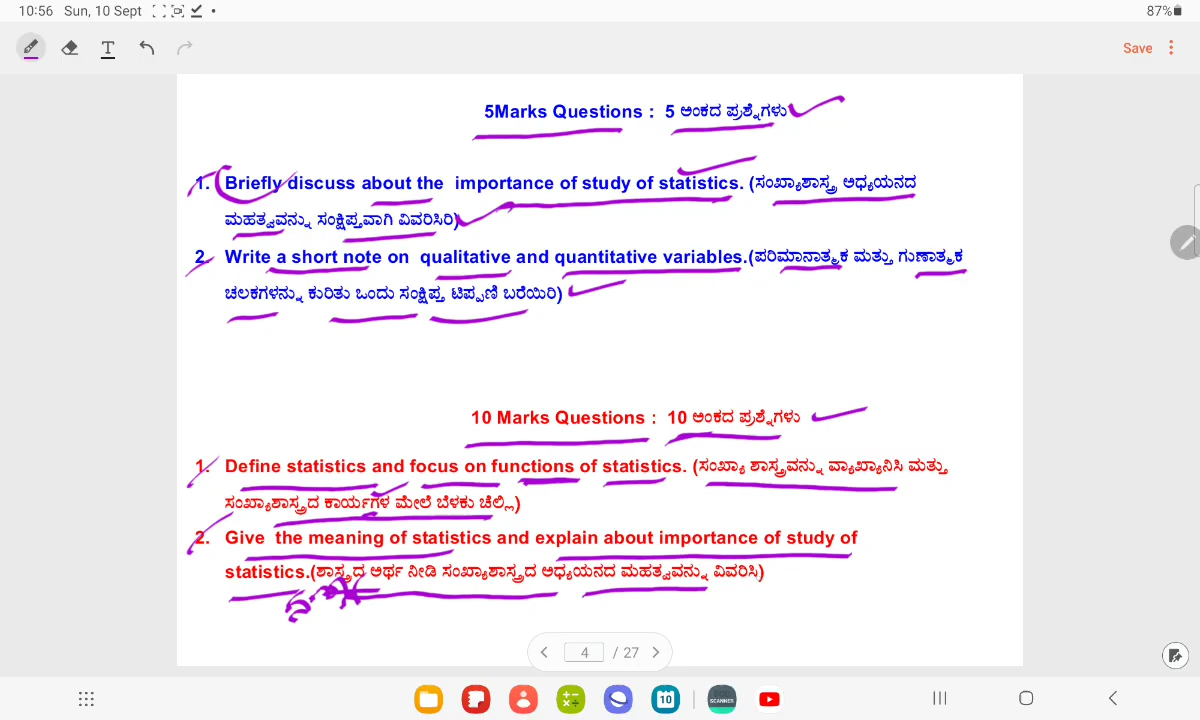 10:56 Sun, 10 Sept
87%
T
Save
5Marks Questions : 5 ಅಂಕದ ಪ್ರಶ್ನೆಗಳು
1. Briefly discuss about the importance of study of statistics. (ಸಂಖ್ಯಾಶಾಸ್ತ್ರ ಅಧ್ಯಯನದ
ಮಹತ್ವವನ್ನು ಸಂಕ್ಷಿಪ್ತವಾಗಿ ವಿವರಿಸಿರಿ)
2. Write a short note on qualitative and quantitative variables.(ಪರಿಮಾನಾತ್ಮಕ ಮತ್ತು ಗುಣಾತ್ಮಕ
ಚಲಕಗಳನ್ನು ಕುರಿತು ಒಂದು ಸಂಕ್ಷಿಪ್ತ ಟಿಪ್ಪಣಿ ಬರೆಯಿರಿ)
10 Marks Questions : 10 ಅಂಕದ ಪ್ರಶ್ನೆಗಳು
1. Define statistics and focus on functions of statistics. (ಸಂಖ್ಯಾ ಶಾಸ್ತ್ರವನ್ನು ವ್ಯಾಖ್ಯಾನಿಸಿ ಮತ್ತು
ಸಂಖ್ಯಾಶಾಸ್ತ್ರದ ಕಾರ್ಯಗಳ ಮೇಲೆ ಬೆಳಕು ಚೆಲ್ಲಿ)
2. Give the meaning of statistics and explain about importance of study of
statistics.(ಶಾಸ್ತ್ರದ ಅರ್ಥ ನೀಡಿ ಸಂಖ್ಯಾಶಾಸ್ತ್ರದ ಅಧ್ಯಯನದ ಮಹತ್ವವನ್ನು ವಿವರಿಸಿ)
4 / 27
10
SCANNER